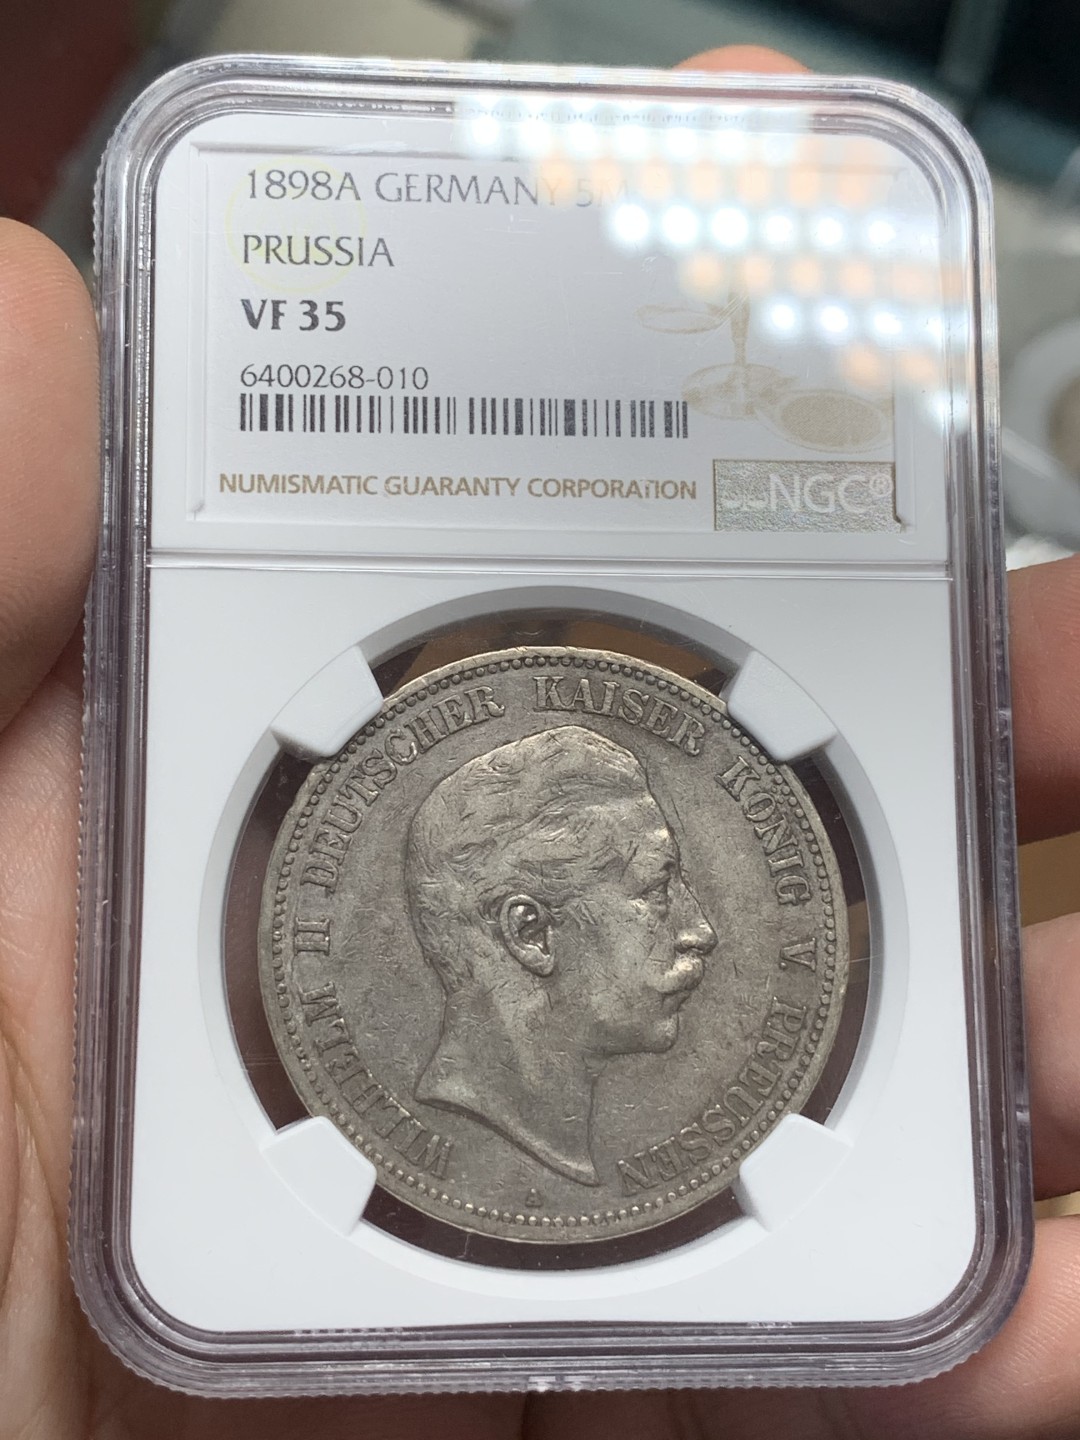 1898A GERMANY 5M
PRUSSIA
VF 35
6400268-010
NUMISMATIC GUARANTY CORPORATION
NGC®
WILHELM II DEUTSCHER KAISER KÖNIG V. PREUSSEN
A